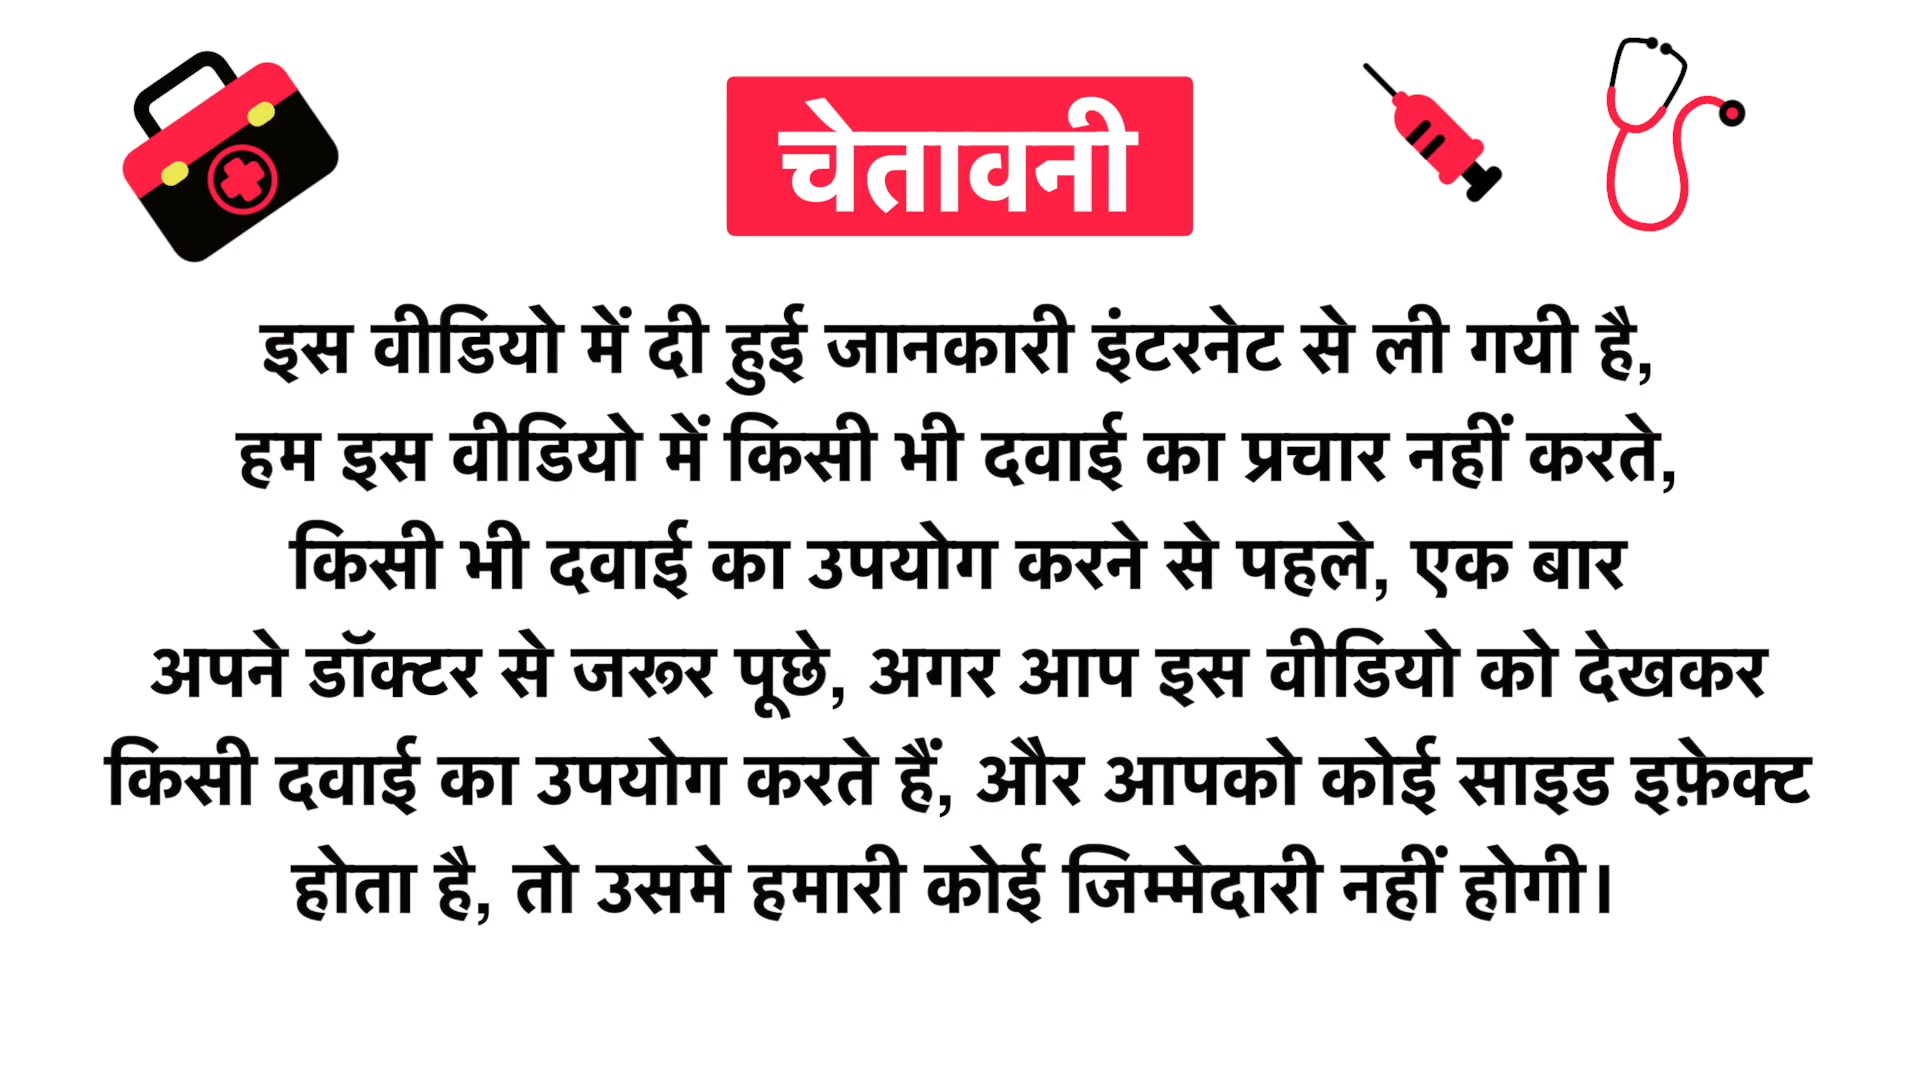 चेतावनी
इस वीडियो में दी हुई जानकारी इंटरनेट से ली गयी है,
हम इस वीडियो में किसी भी दवाई का प्रचार नहीं करते,
किसी भी दवाई का उपयोग करने से पहले, एक बार
अपने डॉक्टर से जरूर पूछे, अगर आप इस वीडियो को देखकर
किसी दवाई का उपयोग करते हैं, और आपको कोई साइड इफ़ेक्ट
होता है, तो उसमे हमारी कोई जिम्मेदारी नहीं होगी।